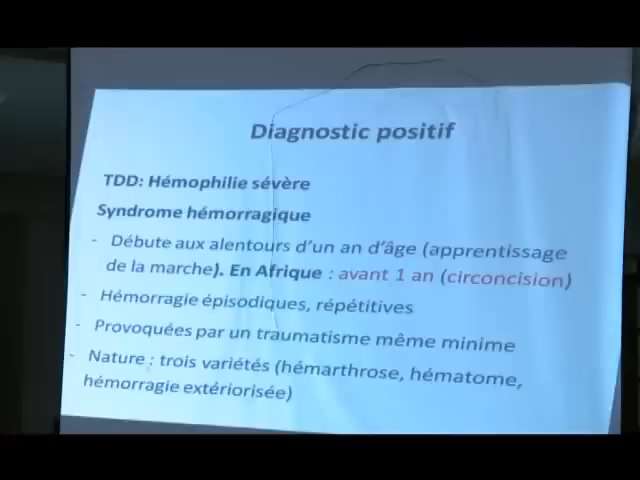 Diagnostic positif
TDD: Hémophilie sévère
Syndrome hémorragique
- Débute aux alentours d'un an d'âge (apprentissage
de la marche). En Afrique : avant 1 an (circoncision)
- Hémorragie épisodiques, répétitives
- Provoquées par un traumatisme même minime
- Nature : trois variétés (hémarthrose, hématome,
hémorragie extériorisée)